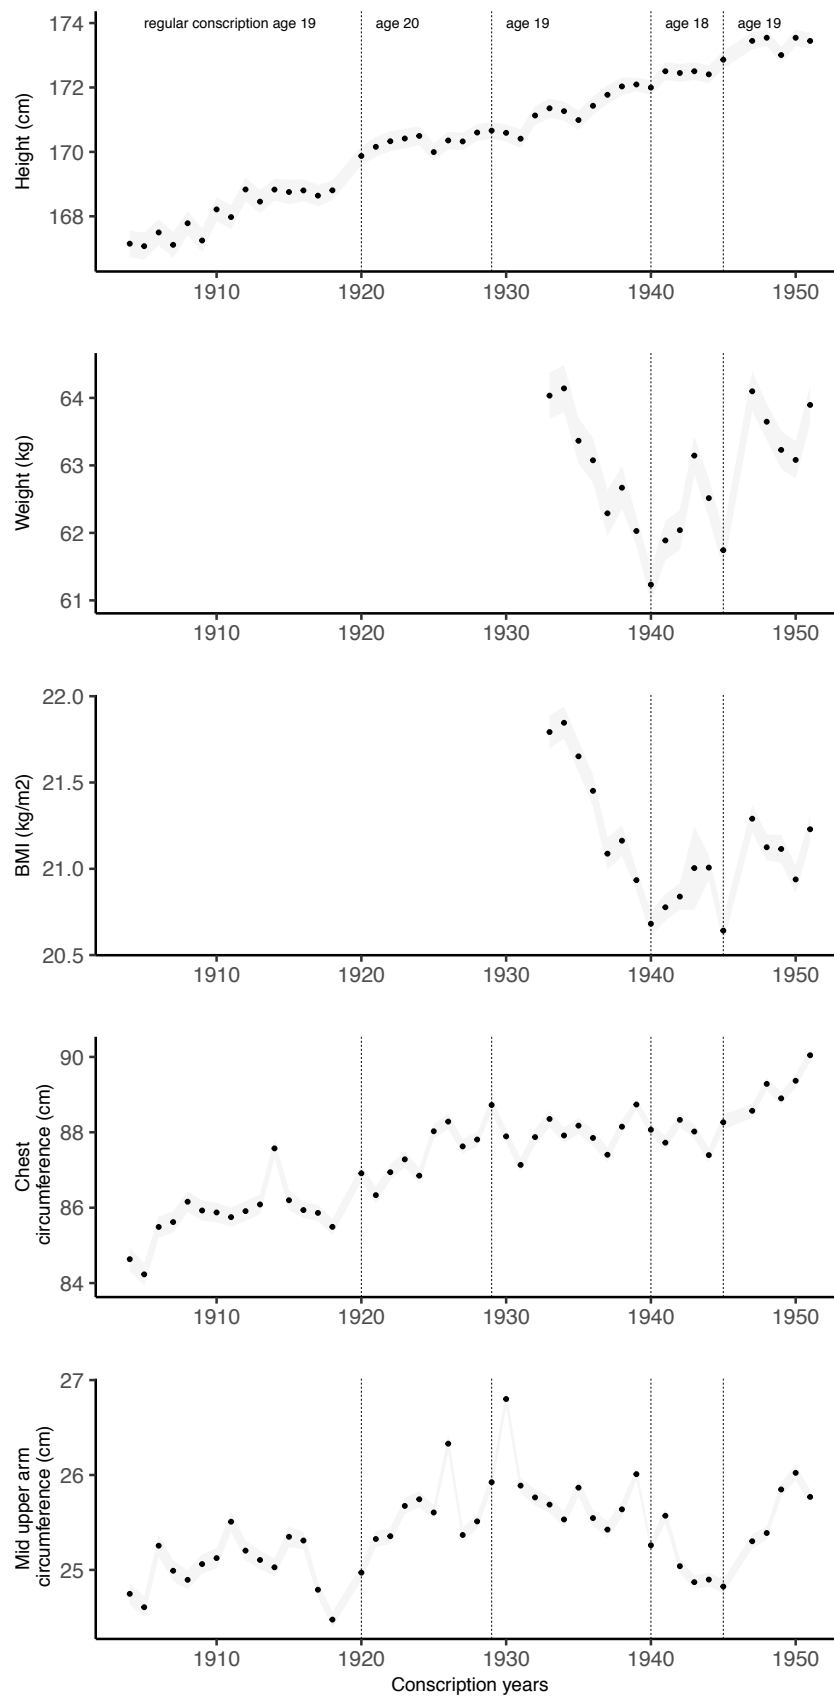 regular conscription age 19 age 20 age 19 age 18 age 19
174
172
170
168
Height (cm)
1910 1920 1930 1940 1950
64
63
62
61
Weight (kg)
1910 1920 1930 1940 1950
22.0
21.5
21.0
20.5
BMI (kg/m2)
1910 1920 1930 1940 1950
90
88
86
84
Chest
circumference (cm)
1910 1920 1930 1940 1950
27
26
25
Mid upper arm
circumference (cm)
1910 1920 1930 1940 1950
Conscription years